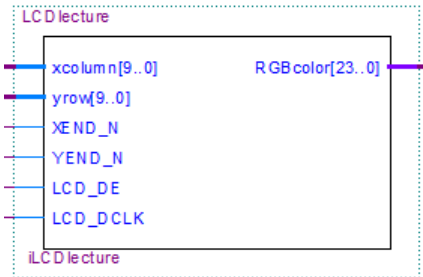 LCDlecture
xcolumn[9..0] RGBcolor[23..0]
yrow[9..0]
XEND_N
YEND_N
LCD_DE
LCD_DCLK
iLCDlecture